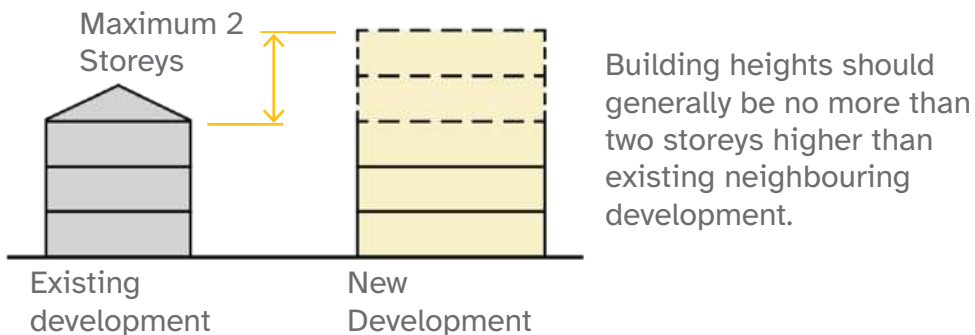 Maximum 2
Storeys
Building heights should
generally be no more than
two storeys higher than
existing neighbouring
development.
Existing
development
New
Development